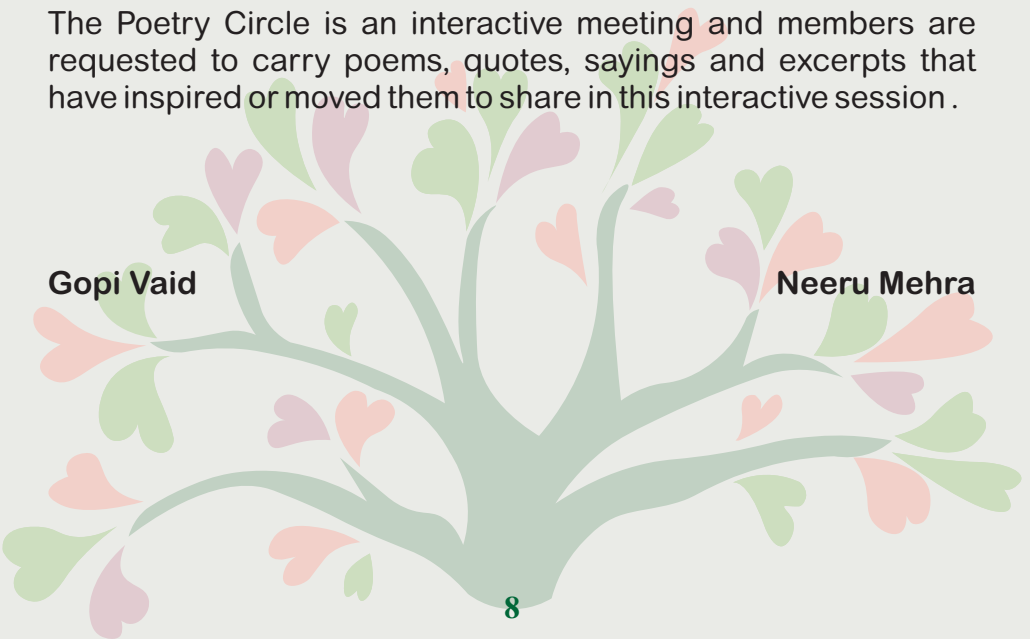 The Poetry Circle is an interactive meeting and members are
requested to carry poems, quotes, sayings and excerpts that
have inspired or moved them to share in this interactive session .
Gopi Vaid Neeru Mehra
8